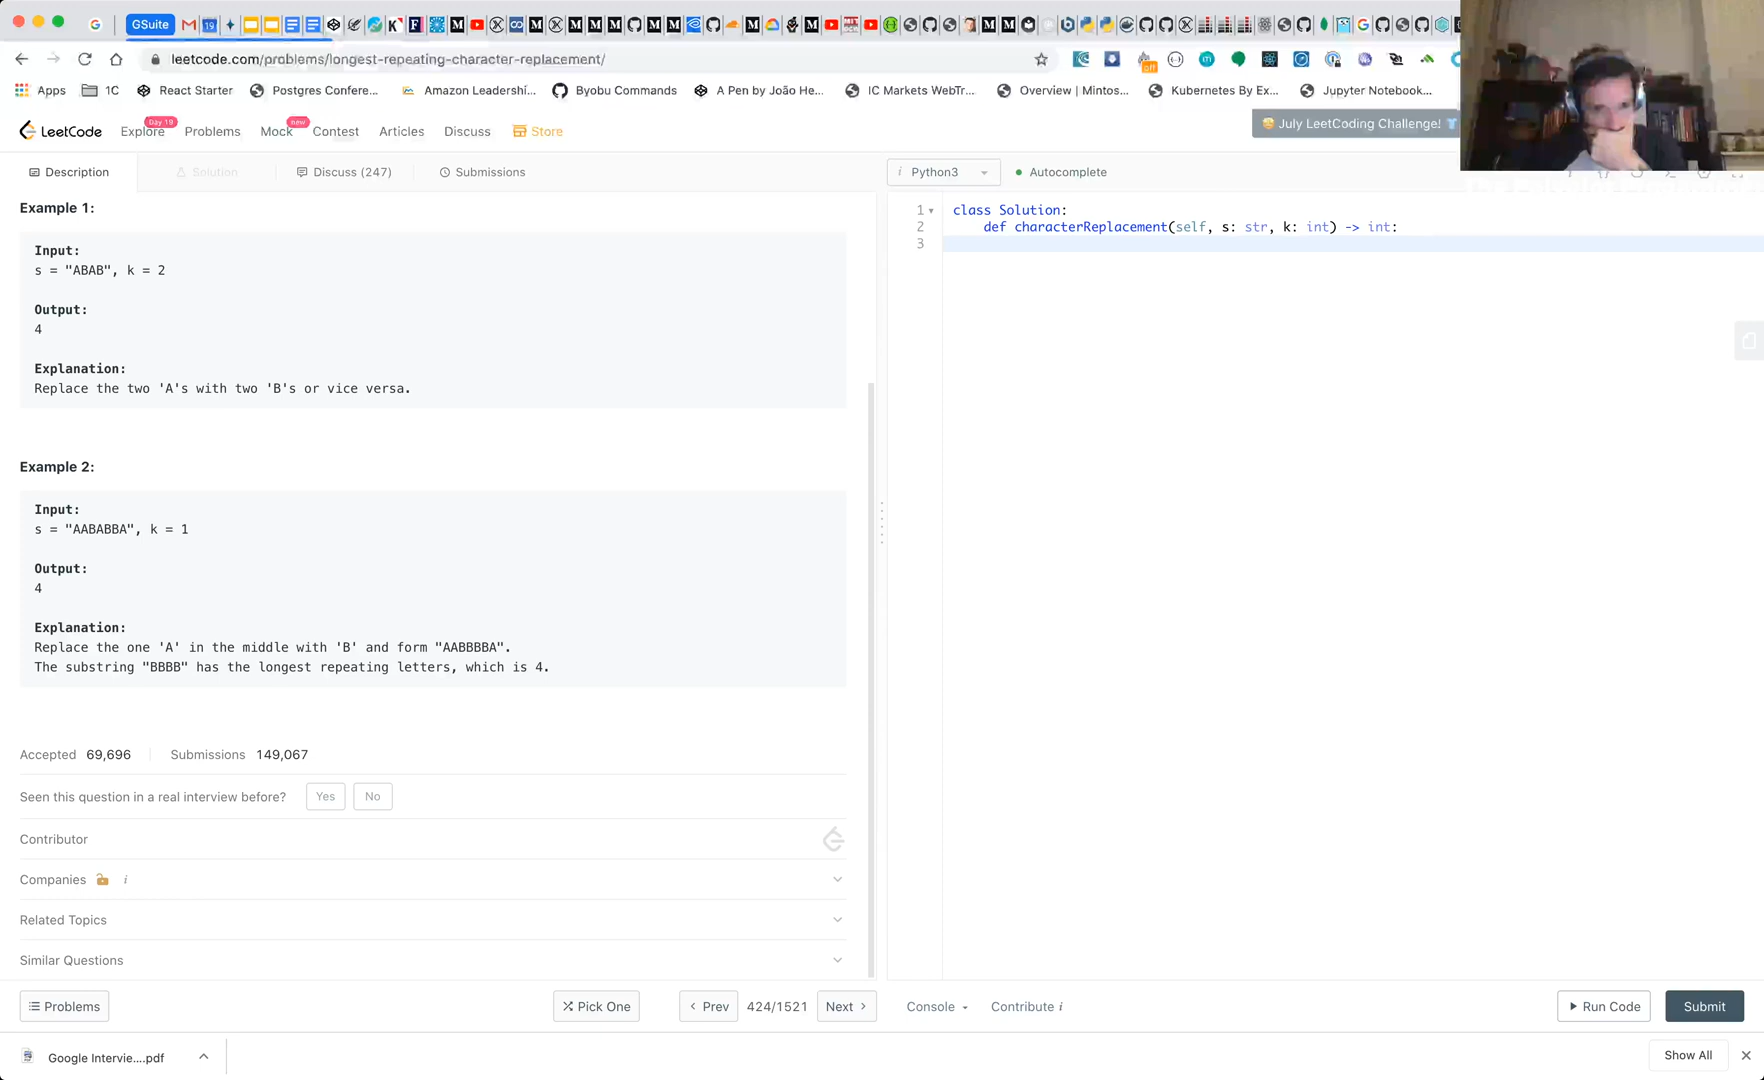 GSuite
leetcode.com/problems/longest-repeating-character-replacement/
Apps
1C
React Starter
Postgres Confere...
Amazon Leadershi...
Byobu Commands
A Pen by João He...
IC Markets WebTr...
Overview | Mintos...
Kubernetes By Ex...
Jupyter Notebook...
LeetCode
Explore
Day 19
Problems
Mock
new
Contest
Articles
Discuss
Store
July LeetCoding Challenge!
Description
Solution
Discuss (247)
Submissions
i Python3
Autocomplete
Example 1:
Input:
s = "ABAB", k = 2
Output:
4
Explanation:
Replace the two 'A's with two 'B's or vice versa.
Example 2:
Input:
s = "AABABBA", k = 1
Output:
4
Explanation:
Replace the one 'A' in the middle with 'B' and form "AABBBBA".
The substring "BBBB" has the longest repeating letters, which is 4.
Accepted 69,696
Submissions 149,067
Seen this question in a real interview before?
Yes
No
Contributor
Companies i
Related Topics
Similar Questions
1 class Solution:
2 def characterReplacement(self, s: str, k: int) -> int:
3
Problems
Pick One
Prev
424/1521
Next
Console
Contribute i
Run Code
Submit
Google Intervie....pdf
Show All